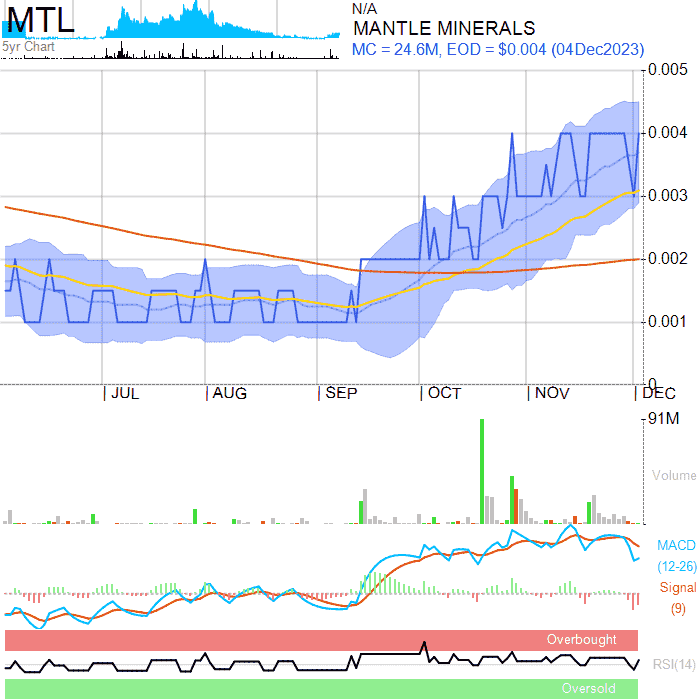 MTL
5yr Chart
N/A
MANTLE MINERALS
MC = 24.6M, EOD = $0.004 (04Dec2023)
0.005
0.004
0.003
0.002
0.001
0
JUL
AUG
SEP
OCT
NOV
DEC
91M
Volume
MACD
(12-26)
Signal
(9)
Overbought
RSI(14)
Oversold